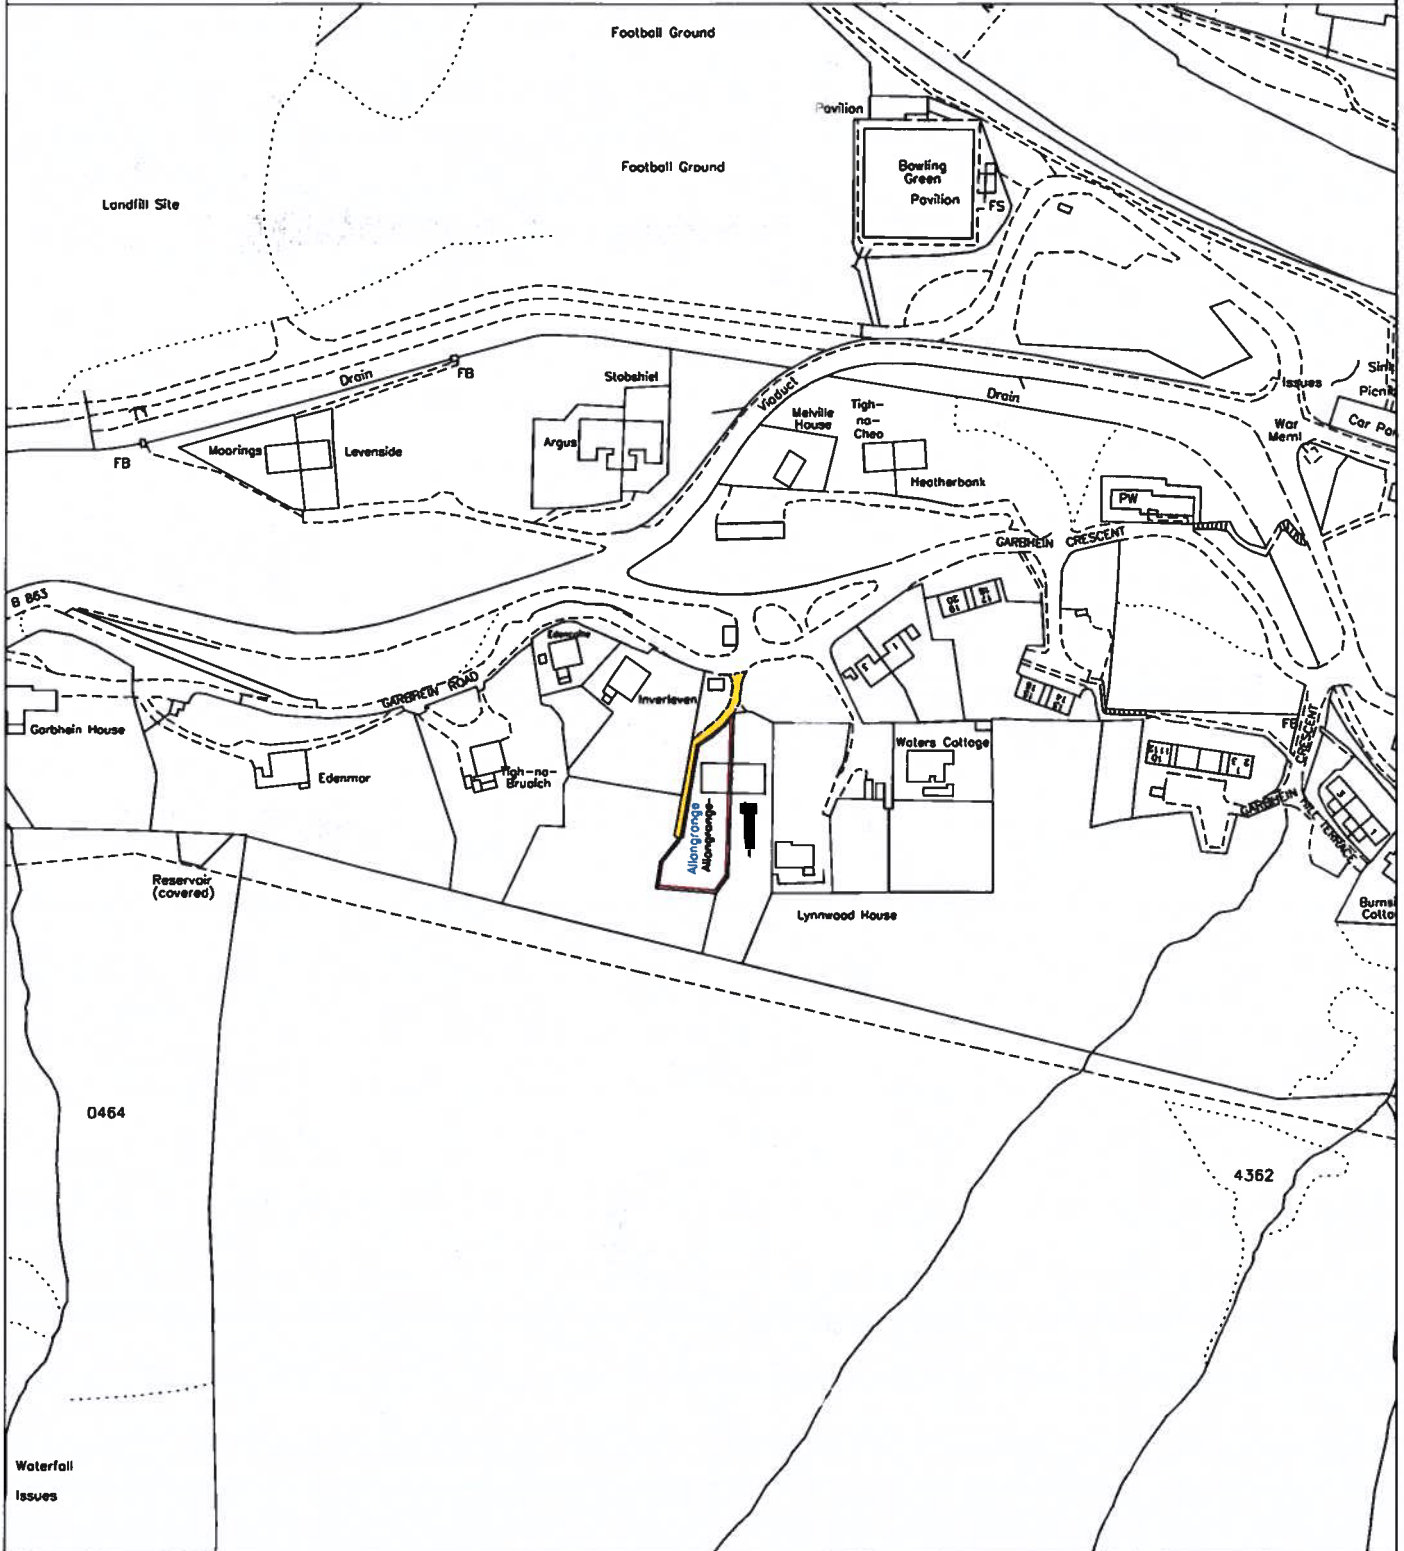 Football Ground
Pavilion
Football Ground
Bowling
Green
Pavilion
FS
Landfill Site
Drain
FB
Stobshiel
Viaduct
Drain
Issues
Picnic
Car Par
War
Meml
Melville
House
Tigh-
na-
Cheo
Moorings
Levenside
Argus
FB
Heatherbank
PW
GARBHEIN CRESCENT
B 863
GARBHEIN ROAD
Inverleven
Garbhein House
Edenmor
Tigh-na-
Bruaich
Waters Cottage
FB
CRESCENT
GARBHEIN
TERRACE
3
1
Allangrange
Allangrange
Reservoir
(covered)
Lynnwood House
0464
4362
Waterfall
Issues